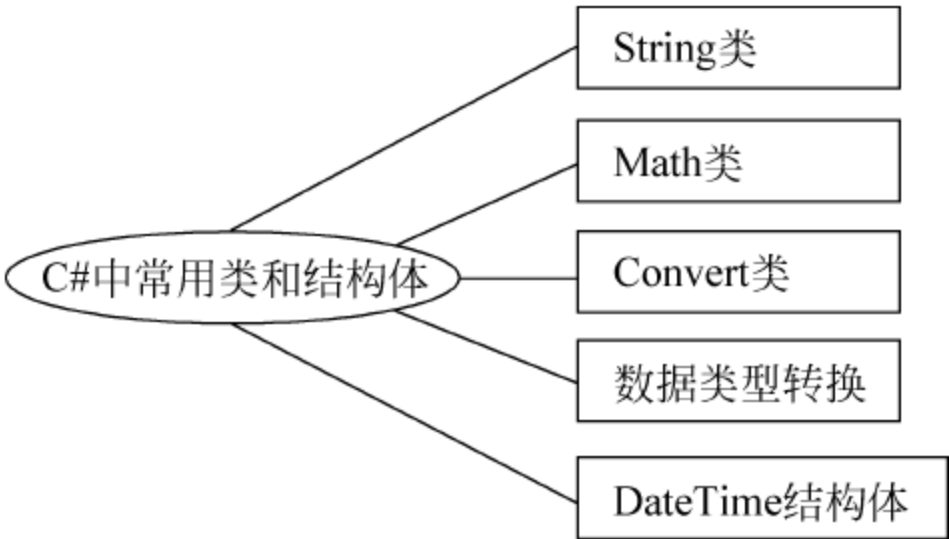 String类
Math类
C#中常用类和结构体
Convert类
数据类型转换
DateTime结构体